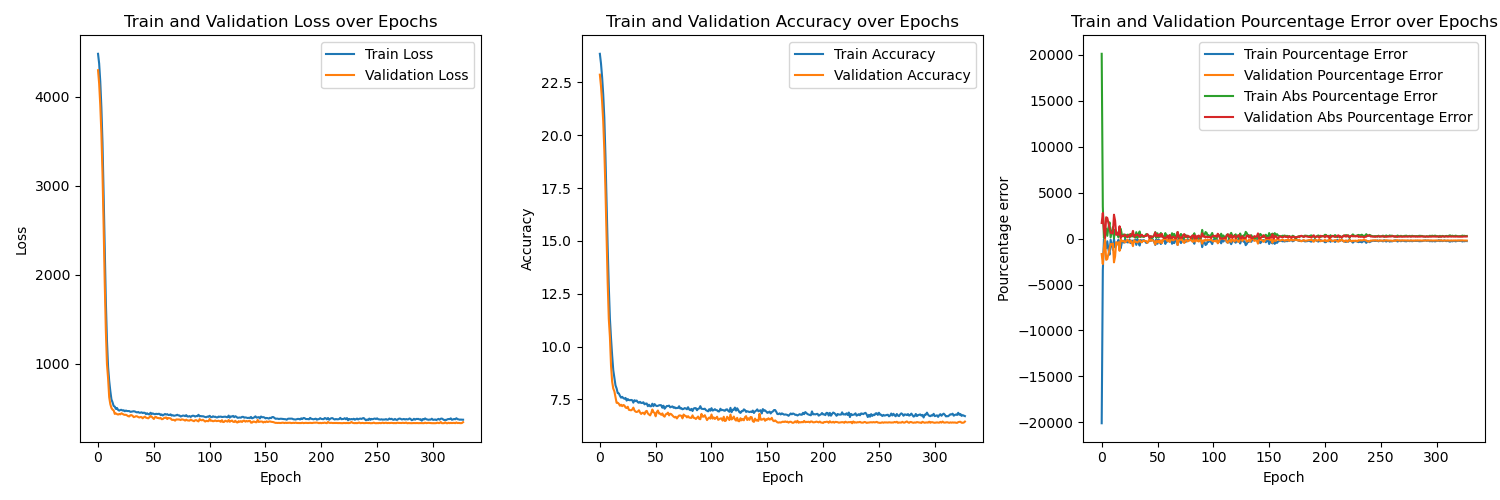 Train and Validation Loss over Epochs
Train Loss
Validation Loss
4000
3000
2000
1000
Loss
0 50 100 150 200 250 300
Epoch
Train and Validation Accuracy over Epochs
Train Accuracy
Validation Accuracy
22.5
20.0
17.5
15.0
12.5
10.0
7.5
Accuracy
0 50 100 150 200 250 300
Epoch
Train and Validation Pourcentage Error over Epochs
Train Pourcentage Error
Validation Pourcentage Error
Train Abs Pourcentage Error
Validation Abs Pourcentage Error
20000
15000
10000
5000
0
−5000
−10000
−15000
−20000
Pourcentage error
0 50 100 150 200 250 300
Epoch